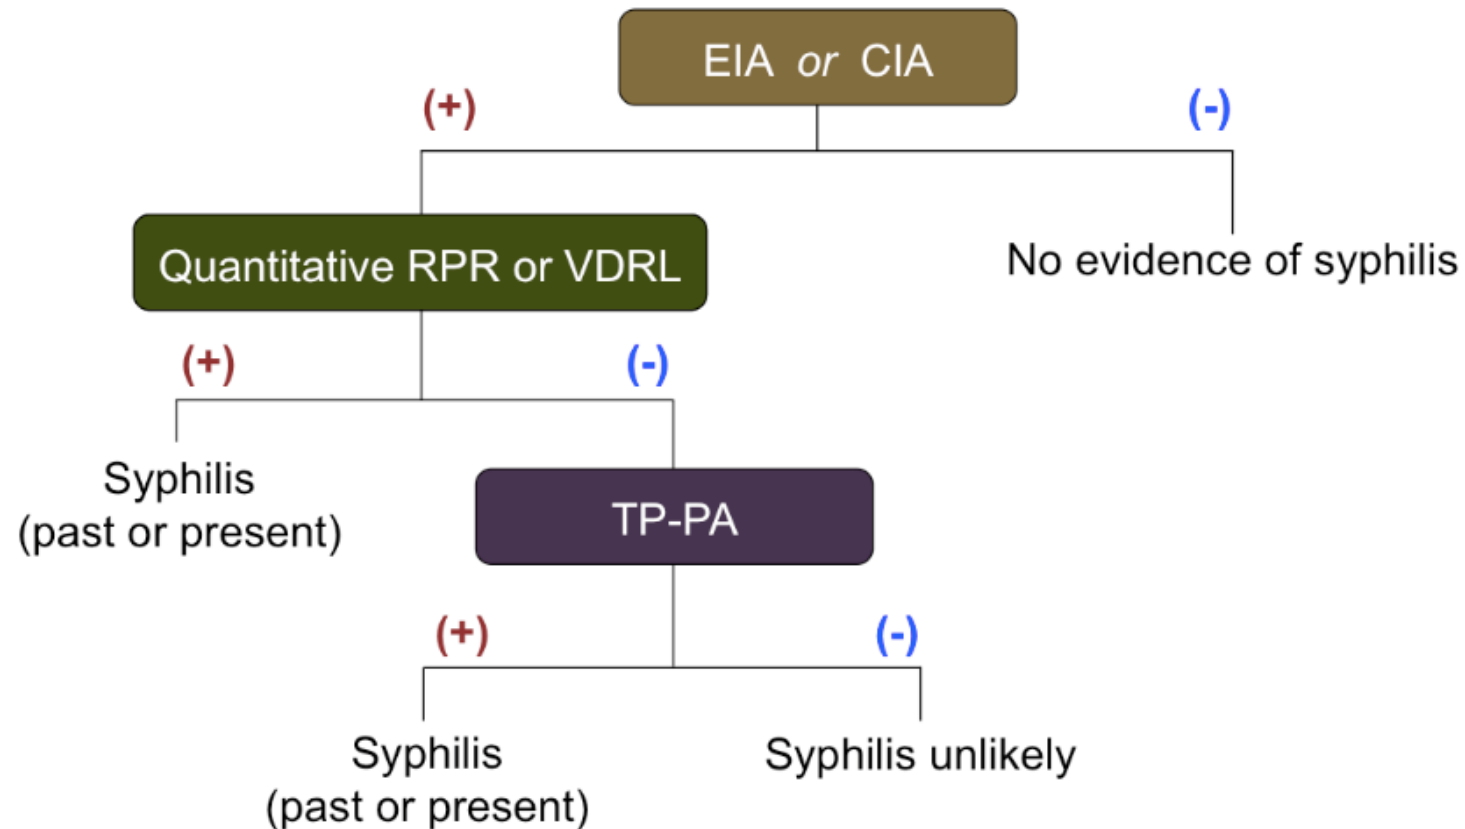 EIA or CIA
(+)
(-)
Quantitative RPR or VDRL
No evidence of syphilis
(+)
(-)
Syphilis
(past or present)
TP-PA
(+)
(-)
Syphilis
(past or present)
Syphilis unlikely